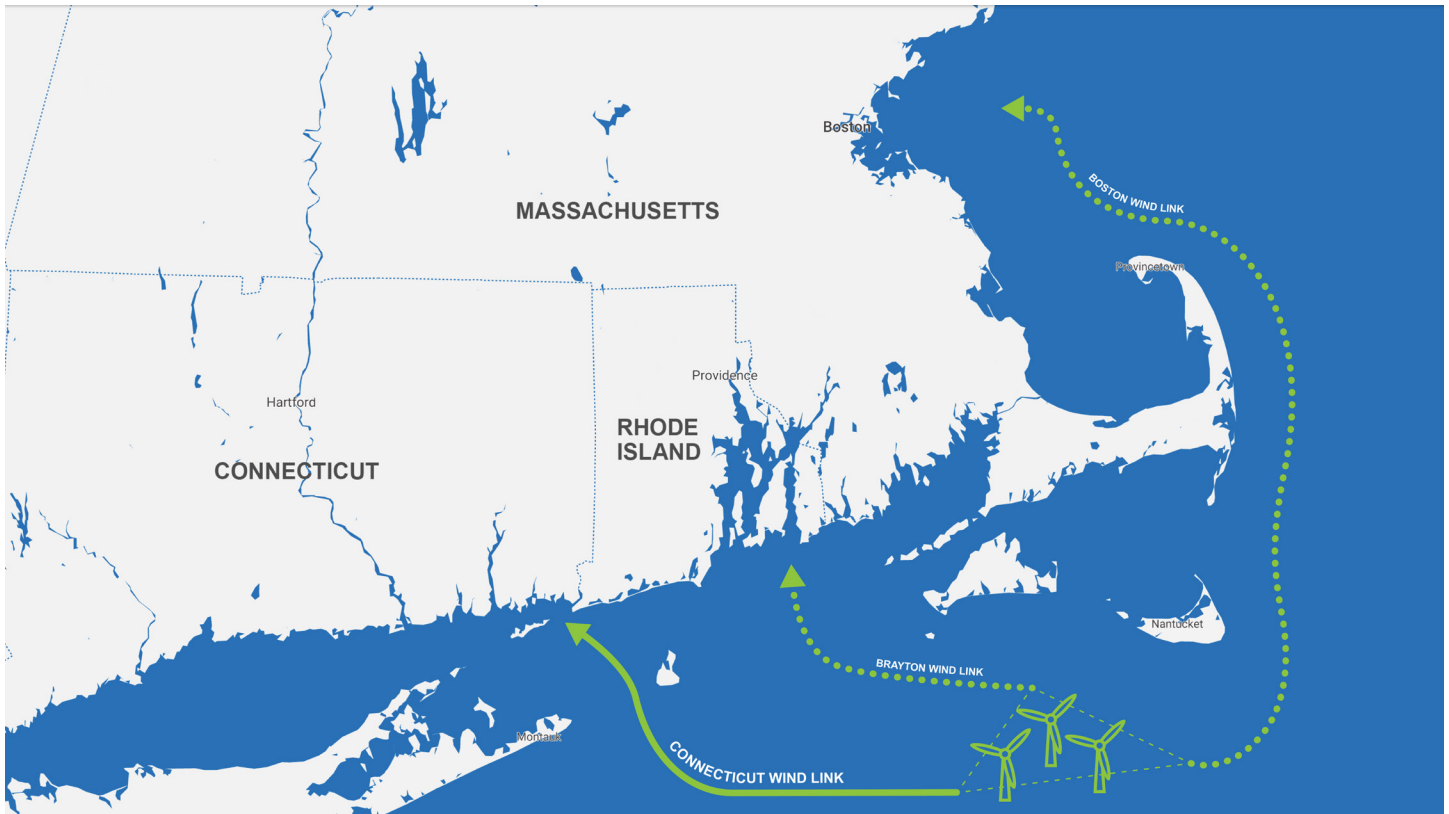 Boston
BOSTON WIND LINK
MASSACHUSETTS
Provincetown
Providence
Hartford
RHODE
ISLAND
CONNECTICUT
Nantucket
BRAYTON WIND LINK
Montauk
CONNECTICUT WIND LINK